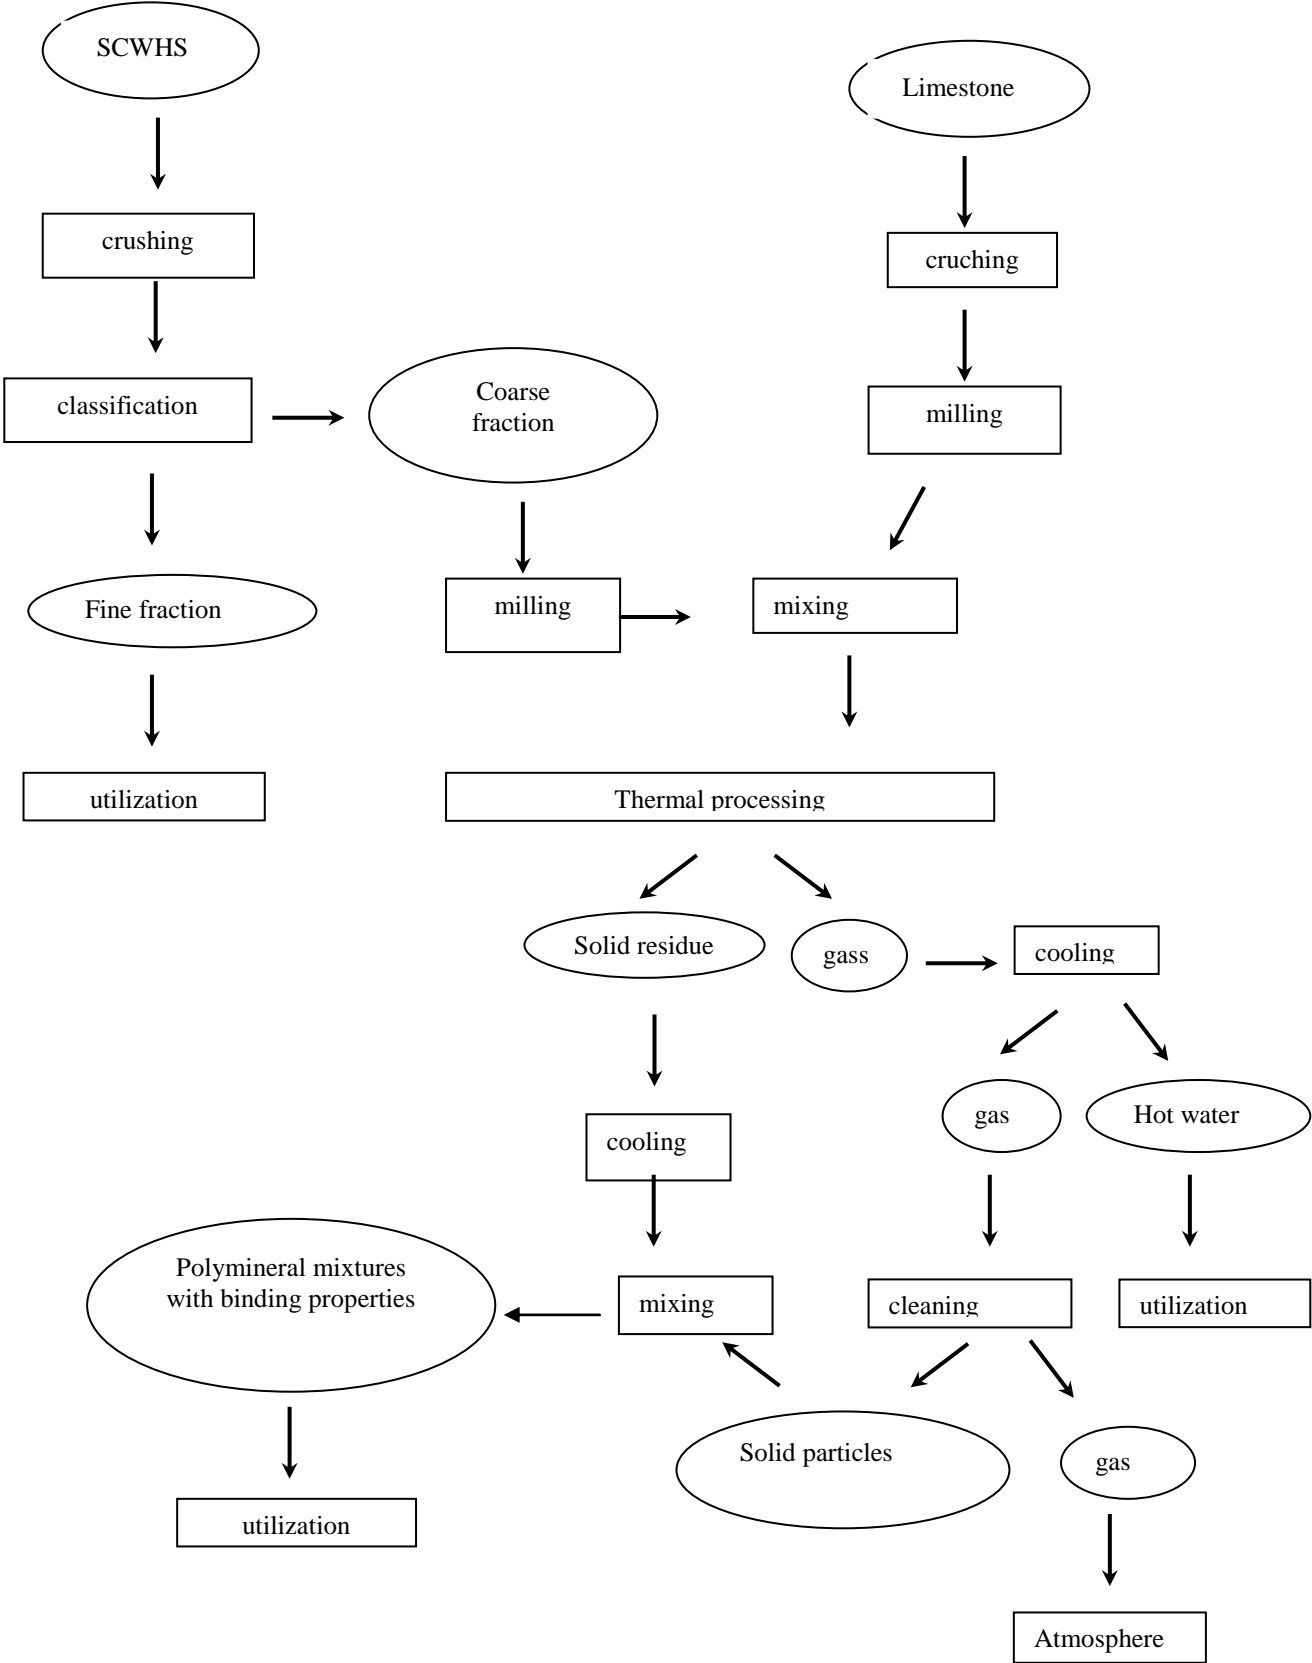 SCWHS
Limestone
crushing
cruching
classification
Coarse
fraction
milling
Fine fraction
milling
mixing
utilization
Thermal processing
Solid residue
gass
cooling
gas
Hot water
cooling
Polymineral mixtures
with binding properties
mixing
cleaning
utilization
Solid particles
gas
utilization
Atmosphere